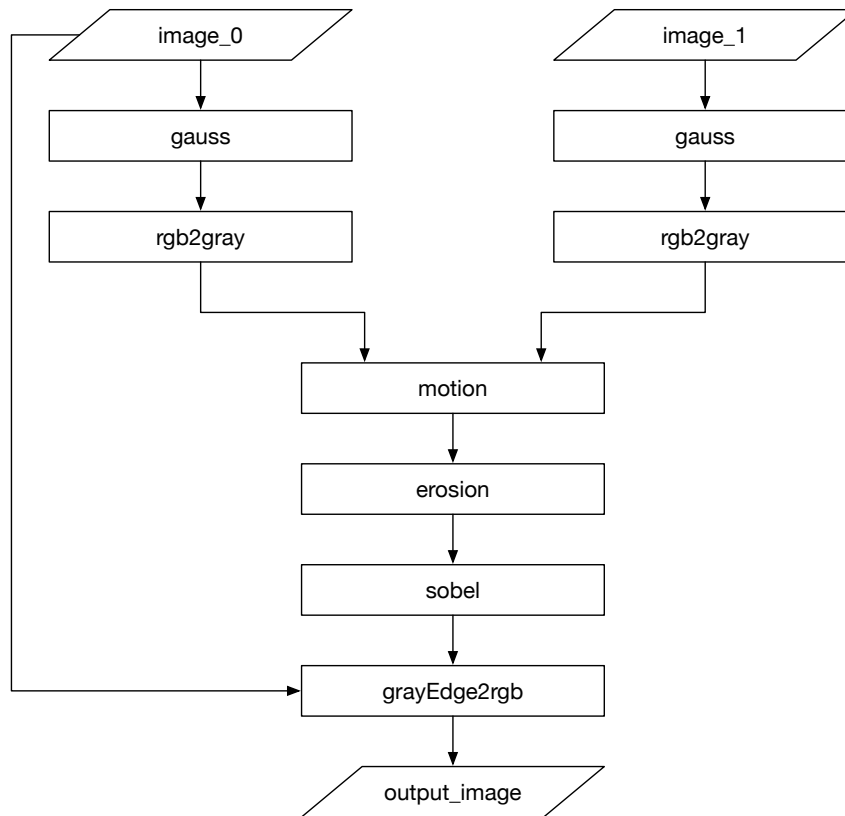 image_0
image_1
gauss
gauss
rgb2gray
rgb2gray
motion
erosion
sobel
grayEdge2rgb
output_image